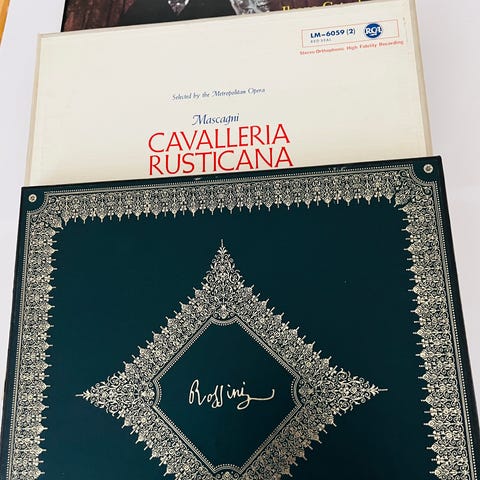 LM-6059 (2)
RED SEAL
RCA
Stereo-Orthophonic High Fidelity Recording
Selected by the Metropolitan Opera
Mascagni
CAVALLERIA
RUSTICANA
Rossini